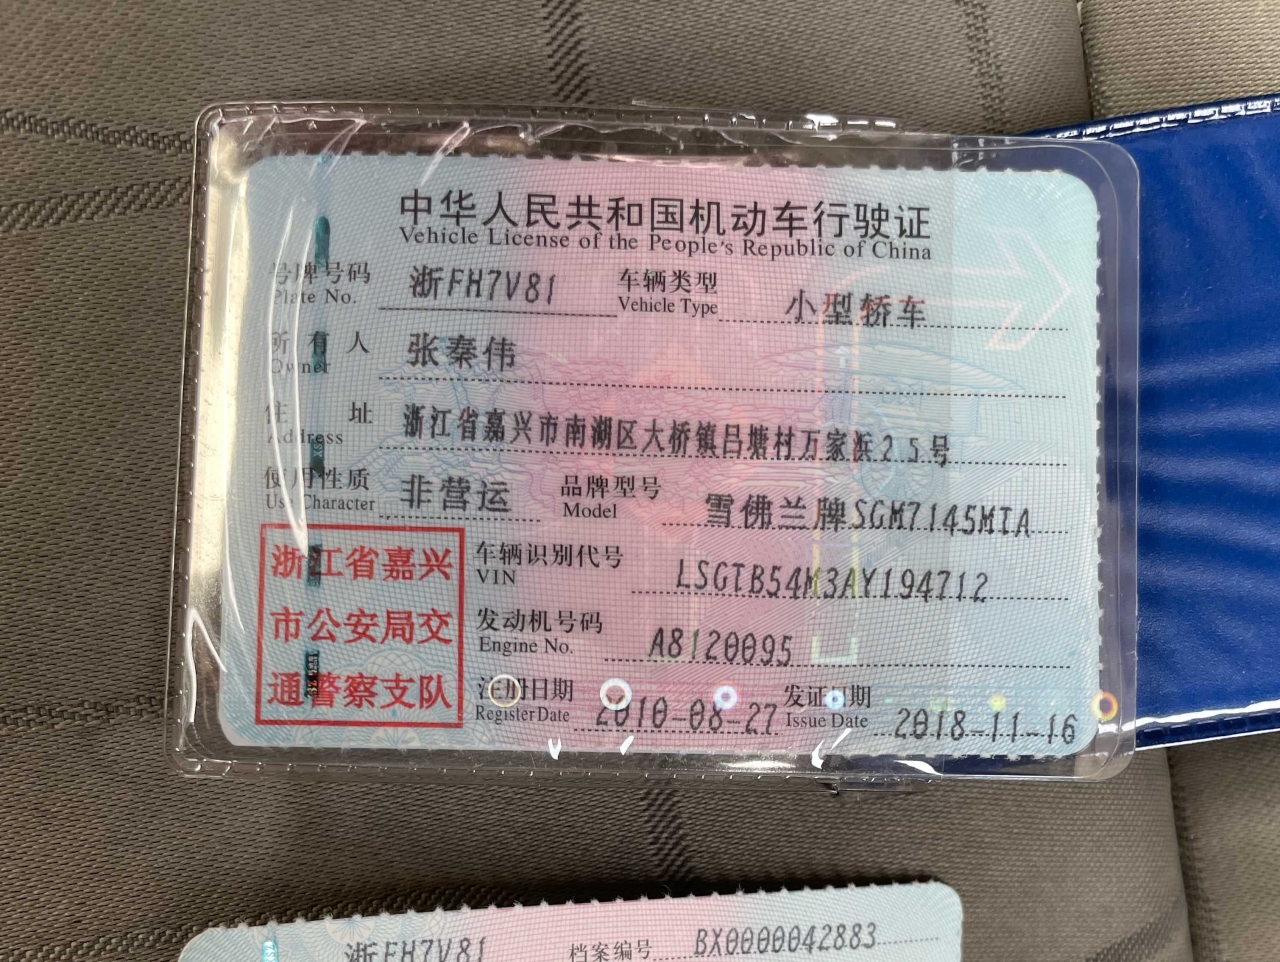 中华人民共和国机动车行驶证
Vehicle License of the People's Republic of China
号牌号码 浙FH7V81 车辆类型 小型轿车
Plate No. Vehicle Type
所有人 张秦伟
Owner
住址 浙江省嘉兴市南湖区大桥镇吕塘村万家浜25号
Address
使用性质 非营运 品牌型号 雪佛兰牌SGM7145MTA
Use Character Model
浙江省嘉兴
市公安局交
通警察支队
车辆识别代号 LSGTB54M3AY194712
VIN
发动机号码 A8120095
Engine No.
注册日期 2010-08-27 发证日期 2018-11-16
Register Date Issue Date
浙FH7V81 档案编号 BX0000042883